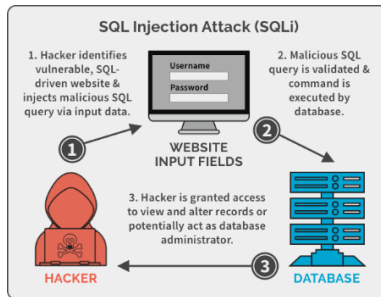 SQL Injection Attack (SQLi)
1. Hacker identifies
vulnerable, SQL-
driven website &
injects malicious SQL
query via input data.
Username
Password
2. Malicious SQL
query is validated &
command is
executed by
database.
1
WEBSITE
INPUT FIELDS
2
3. Hacker is granted access
to view and alter records or
potentially act as database
administrator.
3
HACKER
DATABASE